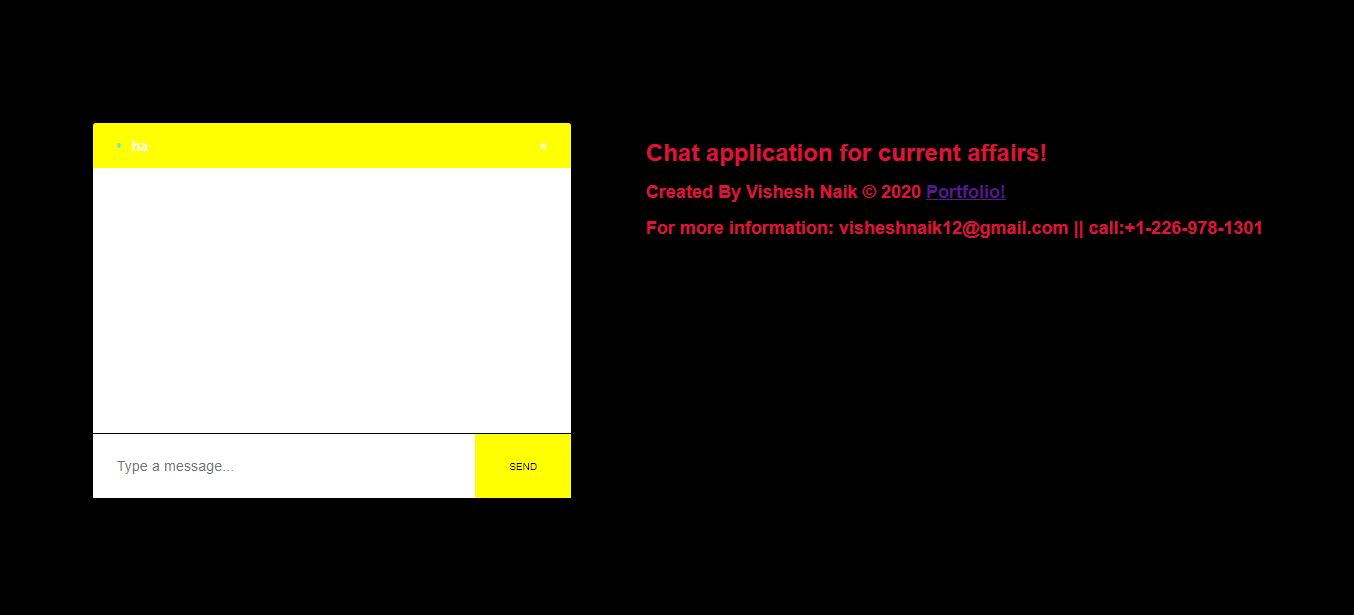 ha
×
Type a message...
SEND
Chat application for current affairs!
Created By Vishesh Naik © 2020 Portfolio!
For more information: visheshnaik12@gmail.com || call:+1-226-978-1301